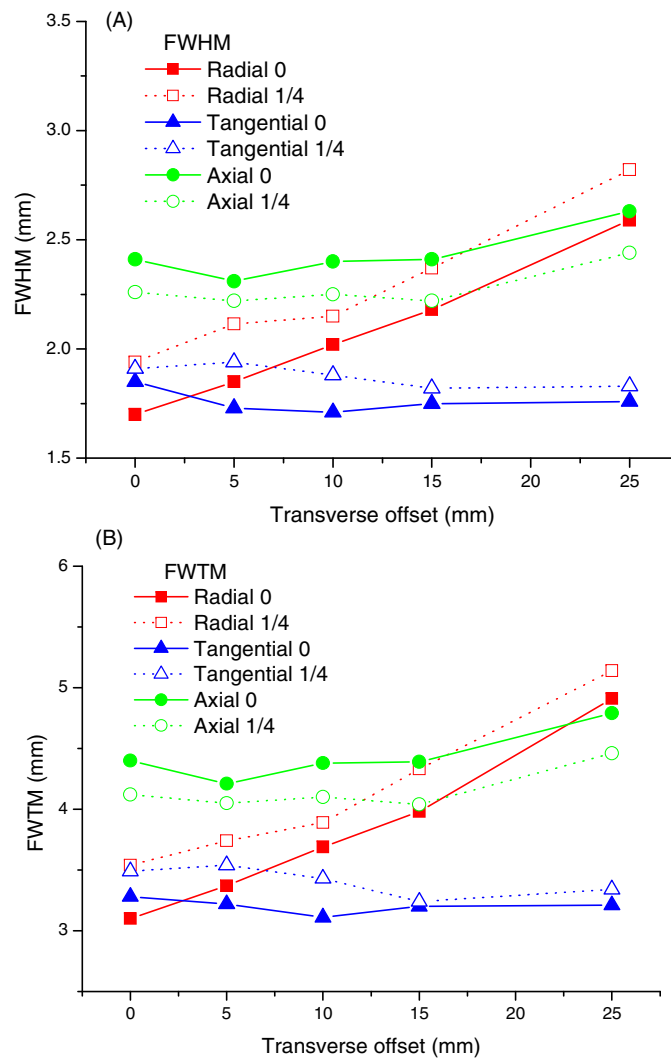 (A)
FWHM
Radial 0
Radial 1/4
Tangential 0
Tangential 1/4
Axial 0
Axial 1/4
3.5
3.0
2.5
2.0
1.5
FWHM (mm)
0 5 10 15 20 25
Transverse offset (mm)
(B)
FWTM
Radial 0
Radial 1/4
Tangential 0
Tangential 1/4
Axial 0
Axial 1/4
6
5
4
3
FWTM (mm)
0 5 10 15 20 25
Transverse offset (mm)